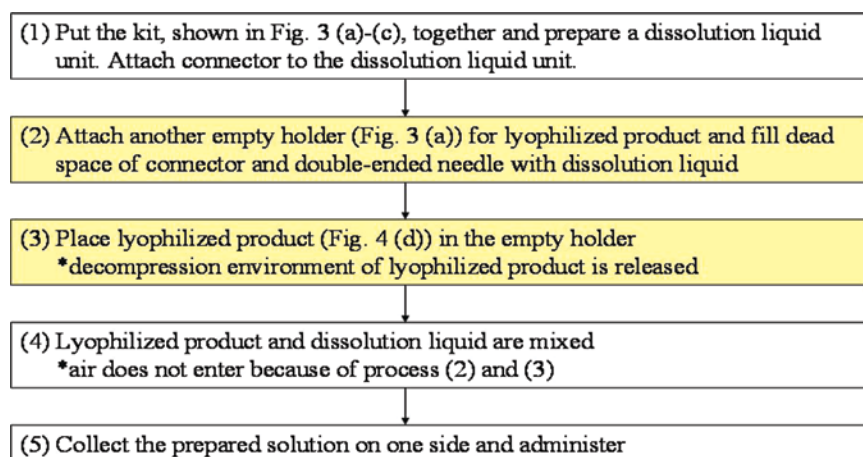 (1) Put the kit, shown in Fig. 3 (a)-(c), together and prepare a dissolution liquid
unit. Attach connector to the dissolution liquid unit.
(2) Attach another empty holder (Fig. 3 (a)) for lyophilized product and fill dead
space of connector and double-ended needle with dissolution liquid
(3) Place lyophilized product (Fig. 4 (d)) in the empty holder
*decompression environment of lyophilized product is released
(4) Lyophilized product and dissolution liquid are mixed
*air does not enter because of process (2) and (3)
(5) Collect the prepared solution on one side and administer